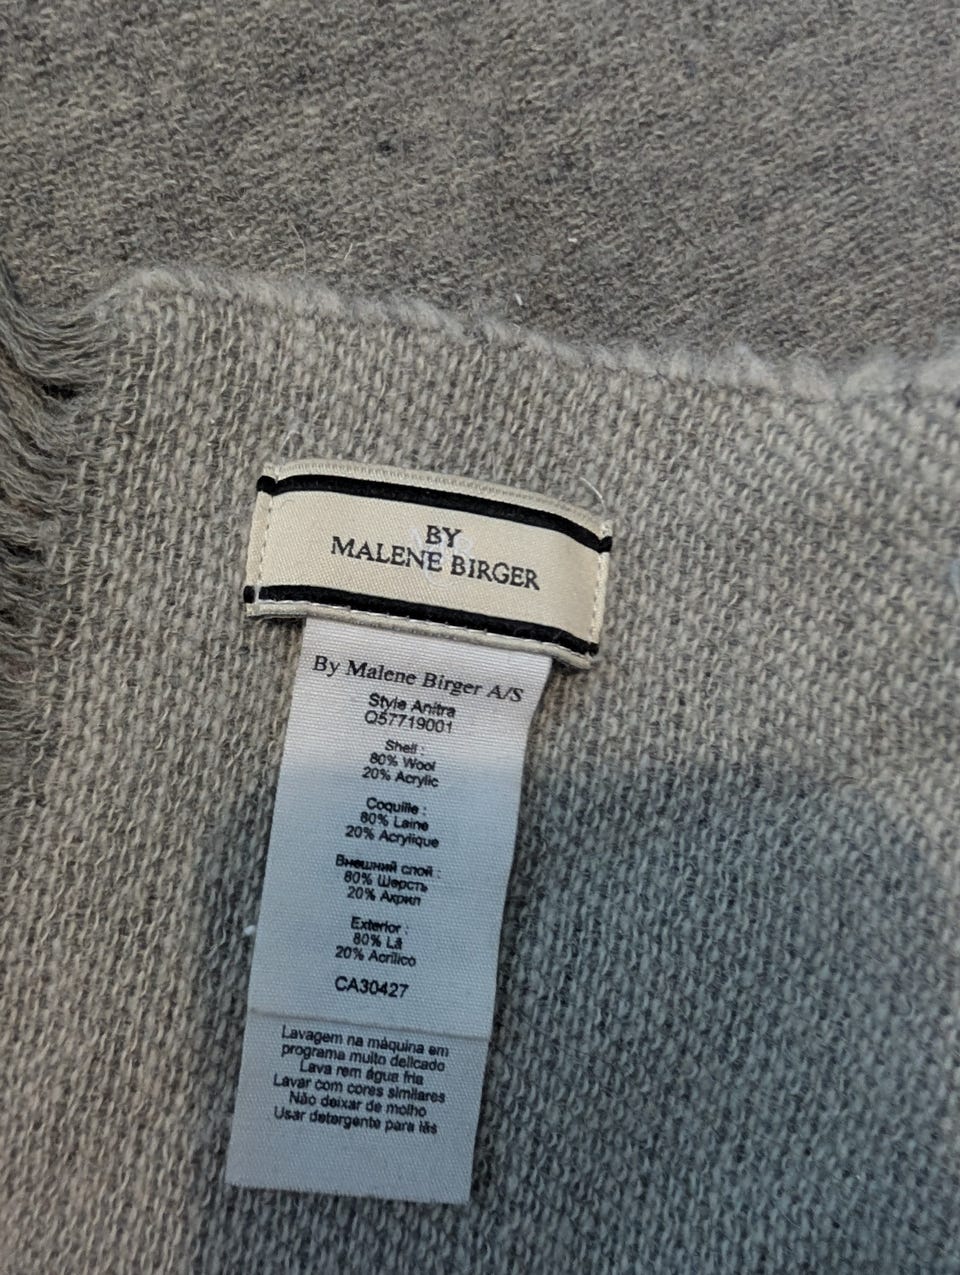 BY
MALENE BIRGER
By Malene Birger A/S
Style Anitra
Q57719001
Shell :
80% Wool
20% Acrylic
Coquille :
80% Laine
20% Acrylique
Внешний слой :
80% Шерсть
20% Акрил
Exterior :
80% Lã
20% Acrílico
CA30427
Lavagem na máquina em
programa muito delicado
Lava rem água fria
Lavar com cores similares
Não deixar de molho
Usar detergente para lãs